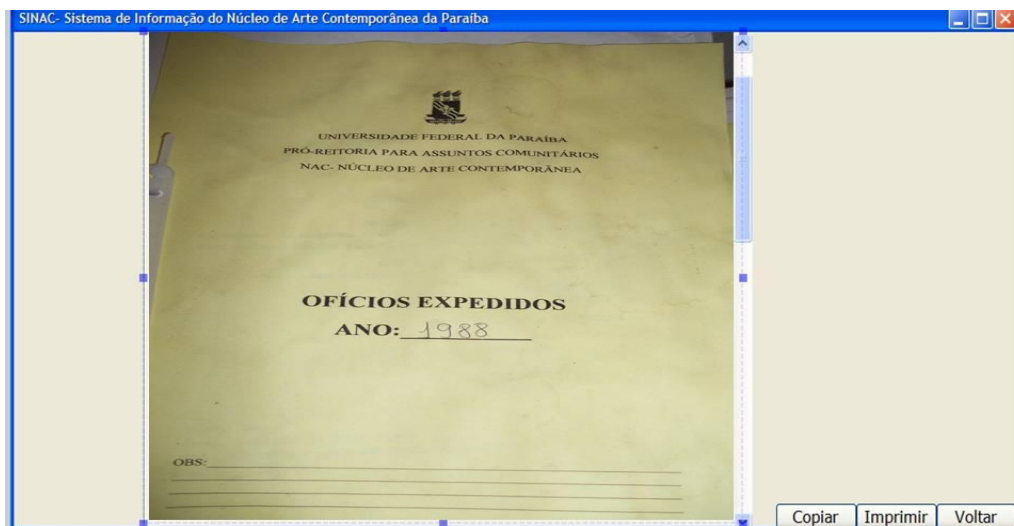 SINAC- Sistema de Informação do Núcleo de Arte Contemporânea da Paraíba
UNIVERSIDADE FEDERAL DA PARAÍBA
PRÓ-REITORIA PARA ASSUNTOS COMUNITÁRIOS
NAC- NÚCLEO DE ARTE CONTEMPORÂNEA
OFÍCIOS EXPEDIDOS
ANO: 1988
OBS:
Copiar Imprimir Voltar